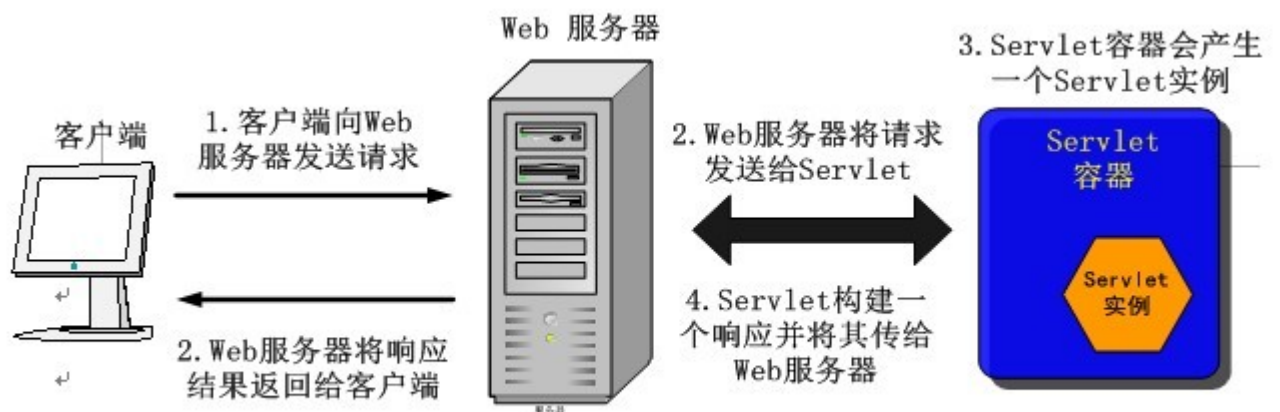 Web 服务器
3.Servlet容器会产生
一个Servlet实例
客户端
1.客户端向Web
服务器发送请求
2.Web服务器将请求
发送给Servlet
Servlet
容器
Servlet
实例
2.Web服务器将响应
结果返回给客户端
4.Servlet构建一
个响应并将其传给
Web服务器
服务器